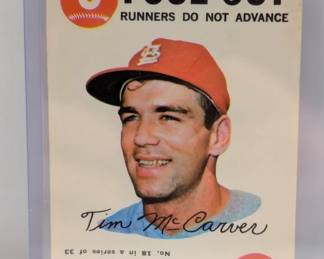 FOUL OUT
RUNNERS DO NOT ADVANCE
Tim McCarver
No. 18 in a series of 33